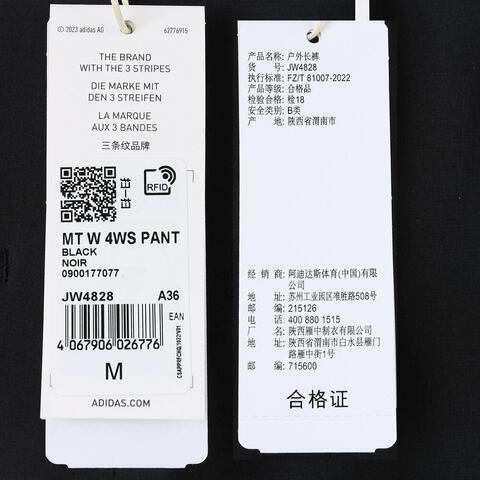 © 2023 adidas AG 62776915
THE BRAND
WITH THE 3 STRIPES
DIE MARKE MIT
DEN 3 STREIFEN
LA MARQUE
AUX 3 BANDES
三条纹品牌
RFID
MT W 4WS PANT
BLACK
NOIR
0900177077
JW4828 A36
EAN
4 067906 026776
M
ADIDAS.COM
产品名称: 户外长裤
货 号: JW4828
执行标准: FZ/T 81007-2022
产品等级: 合格品
检验合格: 检18
安全类别: B类
产 地: 陕西省渭南市
经 销 商: 阿迪达斯体育(中国)有限
公司
地 址: 苏州工业园区唯胜路508号
邮 编: 215126
电 话: 400 880 1515
厂 名: 陕西雁中制衣有限公司
地 址: 陕西省渭南市白水县雁门
路雁中街1号
邮 编: 715600
合格证